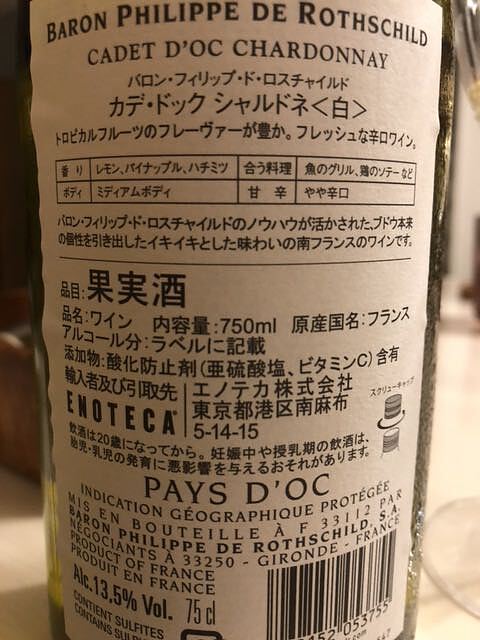 BARON PHILIPPE DE ROTHSCHILD
CADET D'OC CHARDONNAY
バロン・フィリップ・ド・ロスチャイルド
カデ・ドック シャルドネ<白>
トロピカルフルーツのフレーヴァーが豊か。フレッシュな辛口ワイン。
香り レモン、パイナップル、ハチミツ 合う料理 魚のグリル、鶏のソテーなど
ボディ ミディアムボディ 甘 辛 やや辛口
バロン・フィリップ・ド・ロスチャイルドのノウハウが活かされた、ブドウ本来
の個性を引き出したイキイキとした味わいの南フランスのワインです。
品目:果実酒
品名:ワイン 内容量:750ml 原産国名:フランス
アルコール分:ラベルに記載
添加物:酸化防止剤(亜硫酸塩、ビタミンC)含有
輸入者及び引取先 エノテカ株式会社
ENOTECA 東京都港区南麻布
5-14-15
スクリューキャップ
飲酒は20歳になってから。妊娠中や授乳期の飲酒は、
胎児・乳児の発育に悪影響を与えるおそれがあります。
PAYS D'OC
INDICATION GÉOGRAPHIQUE PROTÉGÉE
MIS EN BOUTEILLE À F 33112 PAR
BARON PHILIPPE DE ROTHSCHILD, S.A.
NÉGOCIANTS À 33250 - GIRONDE - FRANCE
PRODUCT OF FRANCE
PRODUIT EN FRANCE
Alc.13,5% Vol. 75 cl
CONTIENT SULFITES
CONTAINS
053755